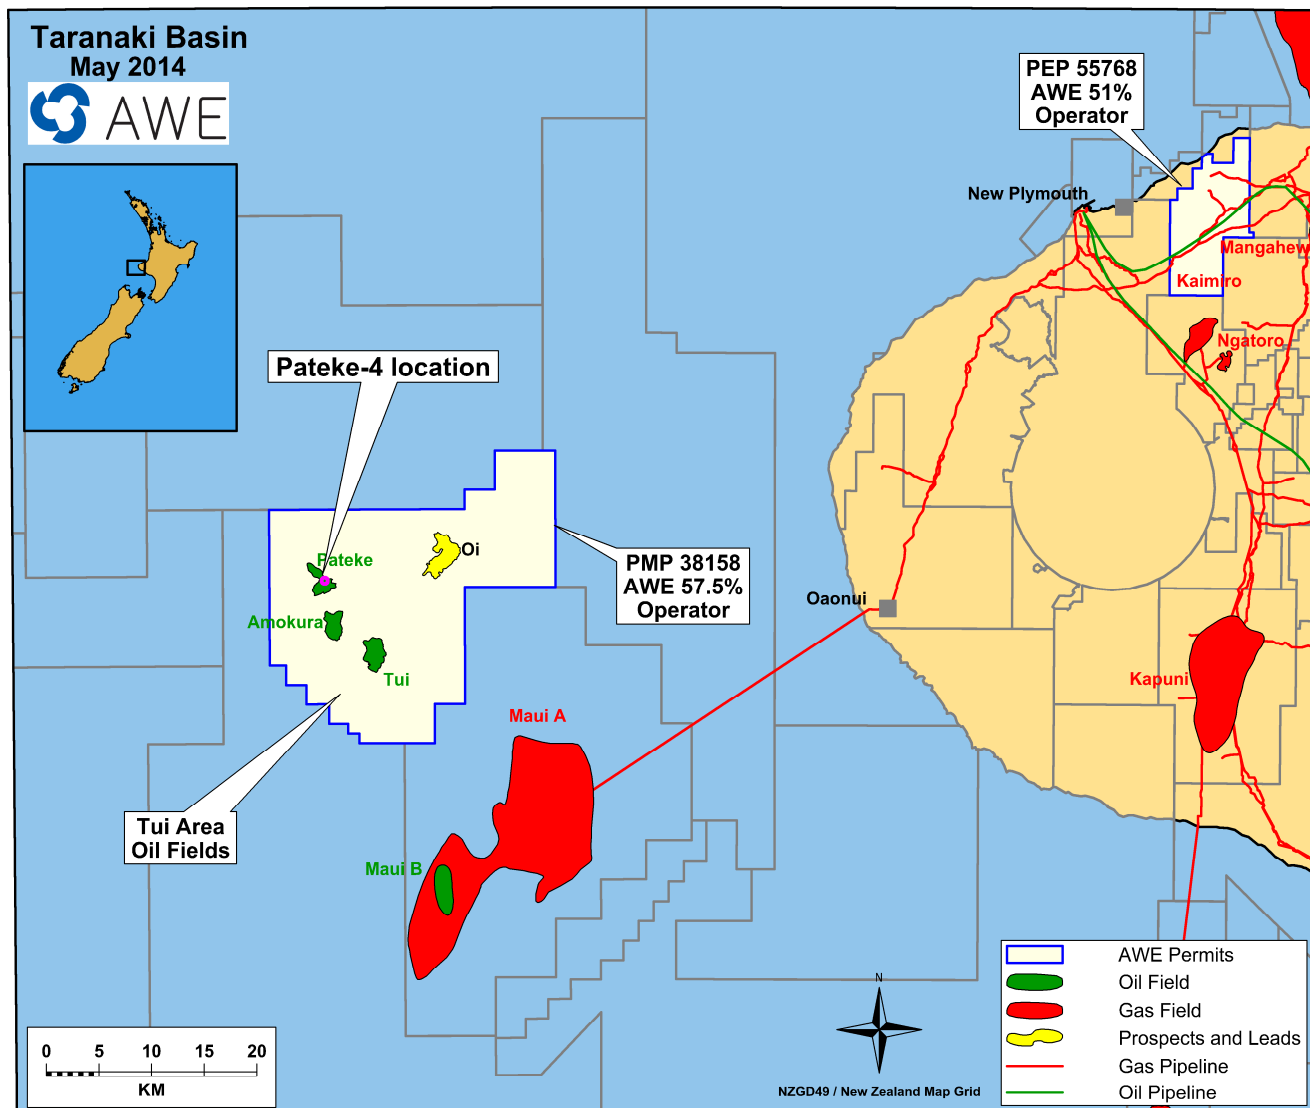 Taranaki Basin
May 2014
AWE
PEP 55768
AWE 51%
Operator
New Plymouth
Mangahew
Kaimiro
Ngatoro
Pateke-4 location
Pateke
Oi
Amokura
Tui
PMP 38158
AWE 57.5%
Operator
Oaonui
Kapuni
Maui A
Tui Area
Oil Fields
Maui B
AWE Permits
Oil Field
Gas Field
Prospects and Leads
Gas Pipeline
Oil Pipeline
N
NZGD49 / New Zealand Map Grid
0 5 10 15 20
KM